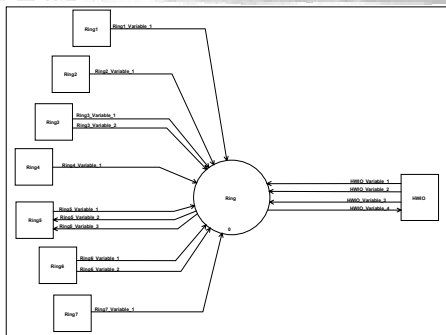 Ring1
Ring1_Variable_1
Ring2
Ring2_Variable_1
Ring3
Ring3_Variable_1
Ring3_Variable_2
Ring4
Ring4_Variable_1
Ring5
Ring5_Variable_1
Ring5_Variable_2
Ring5_Variable_3
Ring6
Ring6_Variable_1
Ring6_Variable_2
Ring7
Ring7_Variable_1
Ring
0
HWIO_Variable_1
HWIO_Variable_2
HWIO_Variable_3
HWIO_Variable_4
HWIO